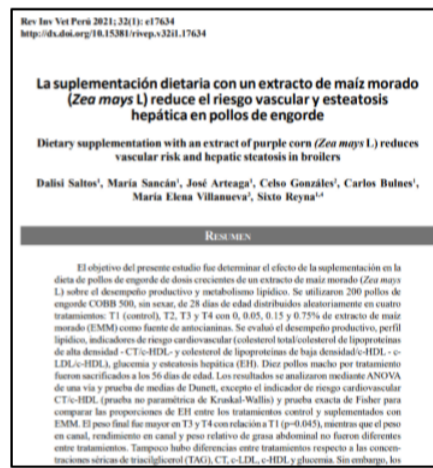 Rev Inv Vet Perú 2021; 32(1): e17634
http://dx.doi.org/10.15381/rivep.v32i1.17634
La suplementación dietaria con un extracto de maíz morado
(Zea mays L) reduce el riesgo vascular y esteatosis
hepática en pollos de engorde
Dietary supplementation with an extract of purple corn (Zea mays L.) reduces
vascular risk and hepatic steatosis in broilers
Dalisi Saltos¹, María Sancán¹, José Arteaga¹, Celso Gonzáles², Carlos Bulnes¹,
María Elena Villanueva³, Sixto Reyna¹,⁴
RESUMEN
El objetivo del presente estudio fue determinar el efecto de la suplementación en la
dieta de pollos de engorde de dosis crecientes de un extracto de maíz morado (Zea mays
L) sobre el desempeño productivo y metabolismo lipídico. Se utilizaron 200 pollos de
engorde COBB 500, sin sexar, de 28 días de edad distribuidos aleatoriamente en cuatro
tratamientos: T1 (control), T2, T3 y T4 con 0, 0.05, 0.15 y 0.75% de extracto de maíz
morado (EMM) como fuente de antocianinas. Se evaluó el desempeño productivo, perfil
lipídico, indicadores de riesgo cardiovascular (colesterol total/colesterol de lipoproteínas
de alta densidad - CT/c-HDL- y colesterol de lipoproteínas de baja densidad/c-HDL - c-
LDL/c-HDL), glucemia y esteatosis hepática (EH). Diez pollos macho por tratamiento
fueron sacrificados a los 56 días de edad. Los resultados se analizaron mediante ANOVA
de una vía y prueba de medias de Dunett, excepto el indicador de riesgo cardiovascular
CT/c-HDL (prueba no paramétrica de Kruskal-Wallis) y prueba exacta de Fisher para
comparar las proporciones de EH entre los tratamientos control y suplementados con
EMM. El peso final fue mayor en T3 y T4 con relación a T1 (p=0.045), mientras que el peso
en canal, rendimiento en canal y peso relativo de grasa abdominal no fueron diferentes
entre tratamientos. Tampoco hubo diferencias entre tratamientos respecto a las concen-
traciones séricas de triacilglicerol (TAG), CT, c-LDL, c-HDL y glucemia. Sin embargo, los